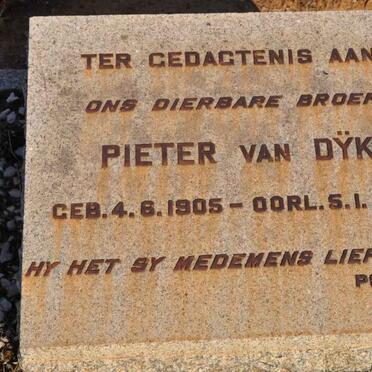 TER GEDAGTENIS AAN
ONS DIERBARE BROER
PIETER VAN DŸK
GEB. 4. 6. 1905 – OORL. 5. 1.
HY HET SY MEDEMENS LIEF